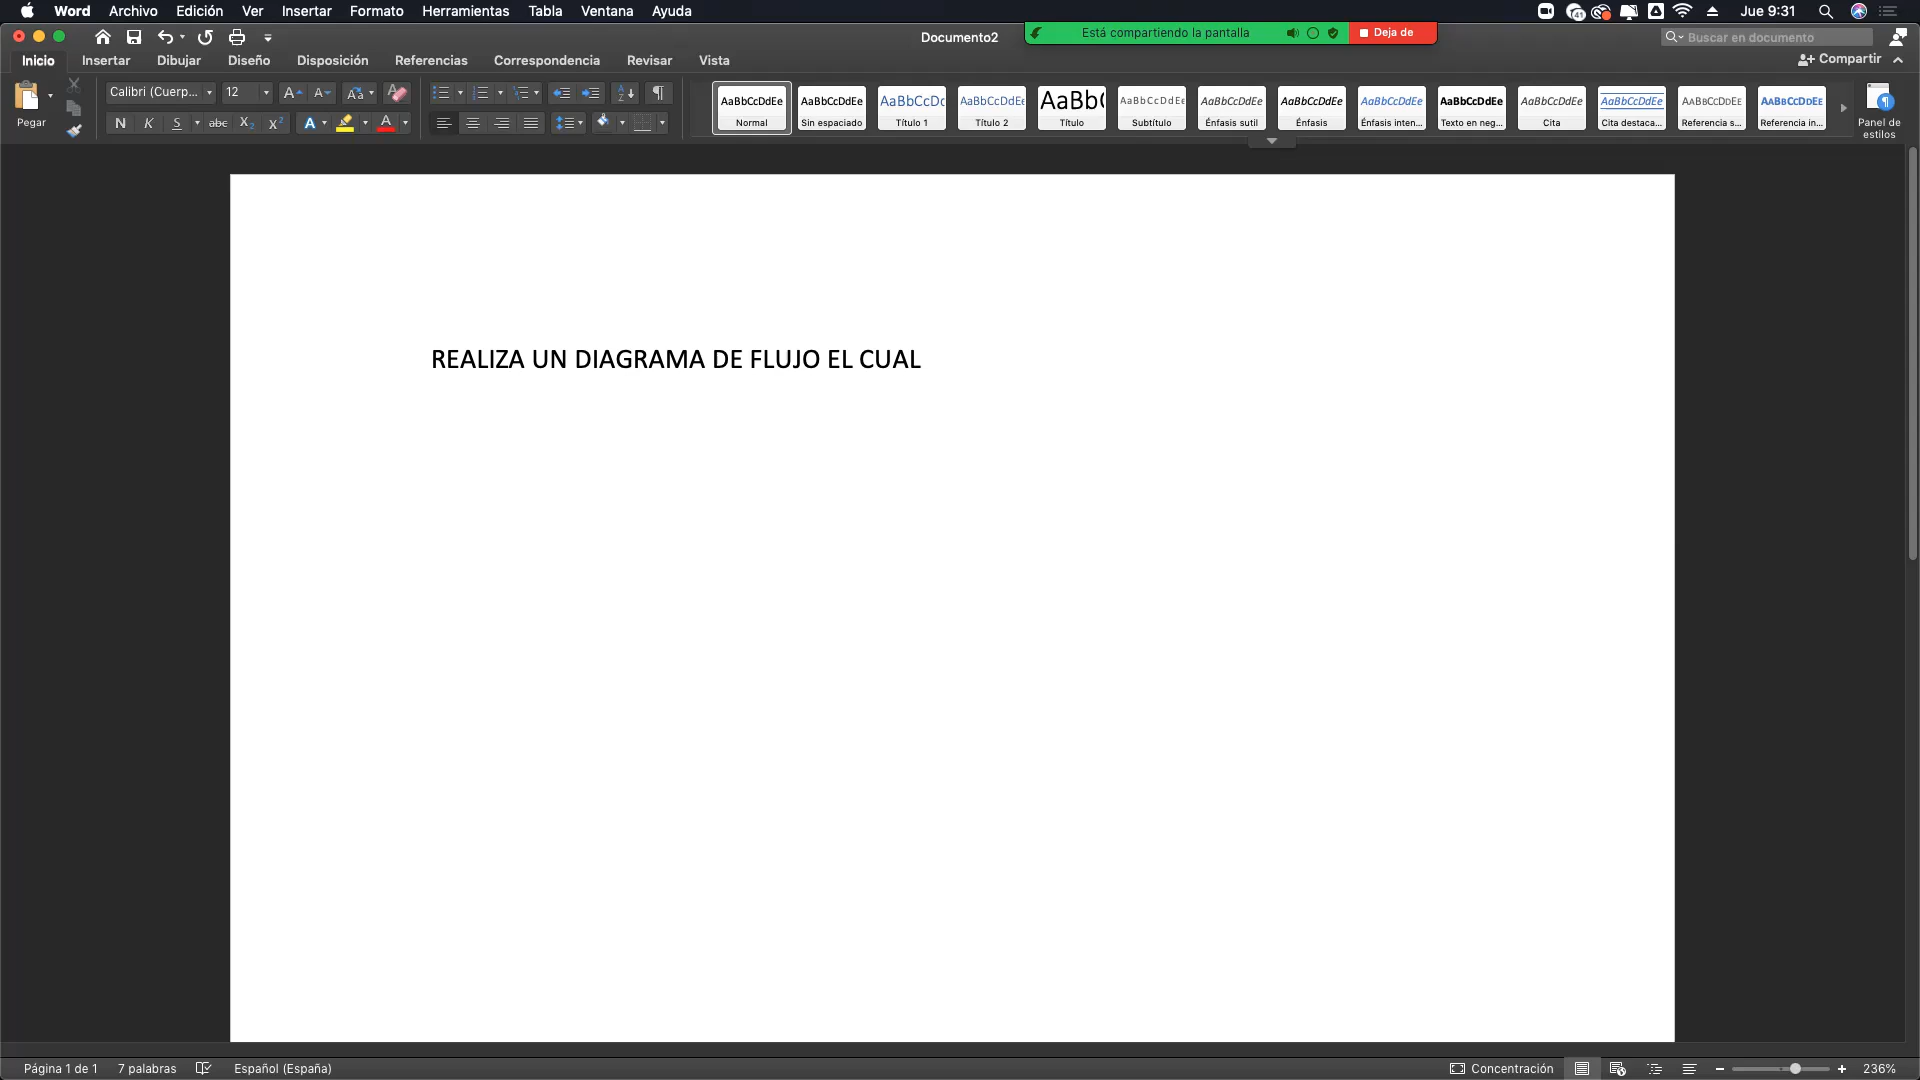 Word Archivo Edición Ver Insertar Formato Herramientas Tabla Ventana Ayuda
41
Jue 9:31
Documento2
Está compartiendo la pantalla
Deja de
Buscar en documento
Inicio Insertar Dibujar Diseño Disposición Referencias Correspondencia Revisar Vista
Compartir
Pegar
Calibri (Cuerp... 12
N K S abc X₂ X²
AaBbCcDdEe AaBbCcDdEe AaBbCcDc AaBbCcDdEe AaBb( AaBbCcDdEe AaBbCcDdEe AaBbCcDdEe AaBbCcDdEe AaBbCcDdEe AaBbCcDdEe AaBbCcDdEe AaBbCcDdEe AaBbCcDdEe
Normal Sin espaciado Título 1 Título 2 Título Subtítulo Énfasis sutil Énfasis Énfasis inten... Texto en neg... Cita Cita destaca... Referencia s... Referencia in...
Panel de
estilos
REALIZA UN DIAGRAMA DE FLUJO EL CUAL
Página 1 de 1 7 palabras Español (España) Concentración 236%